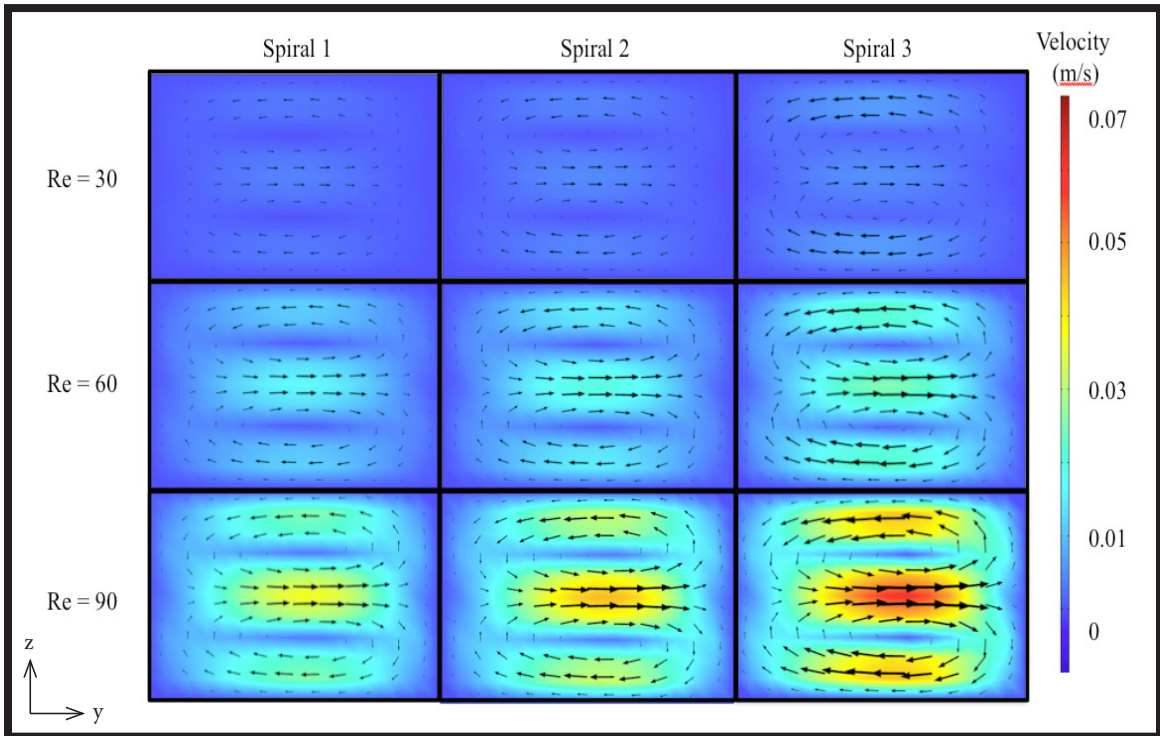 Spiral 1 Spiral 2 Spiral 3
Velocity
(m/s)
0.07
Re = 30
0.05
Re = 60
0.03
0.01
Re = 90
0
z
y